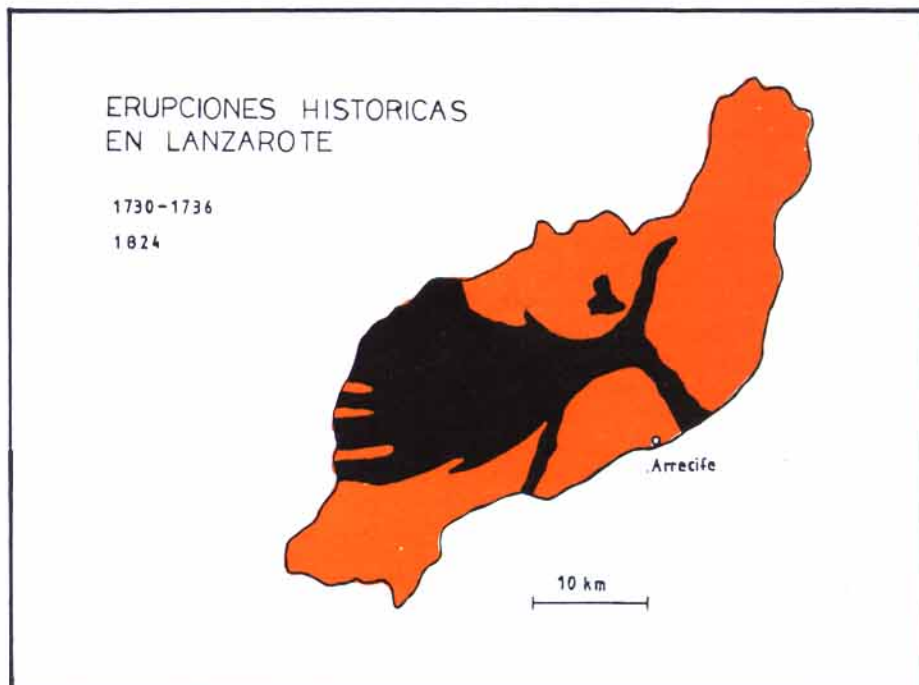 ERUPCIONES HISTORICAS
EN LANZAROTE
1730-1736
1824
.Arrecife
10 km